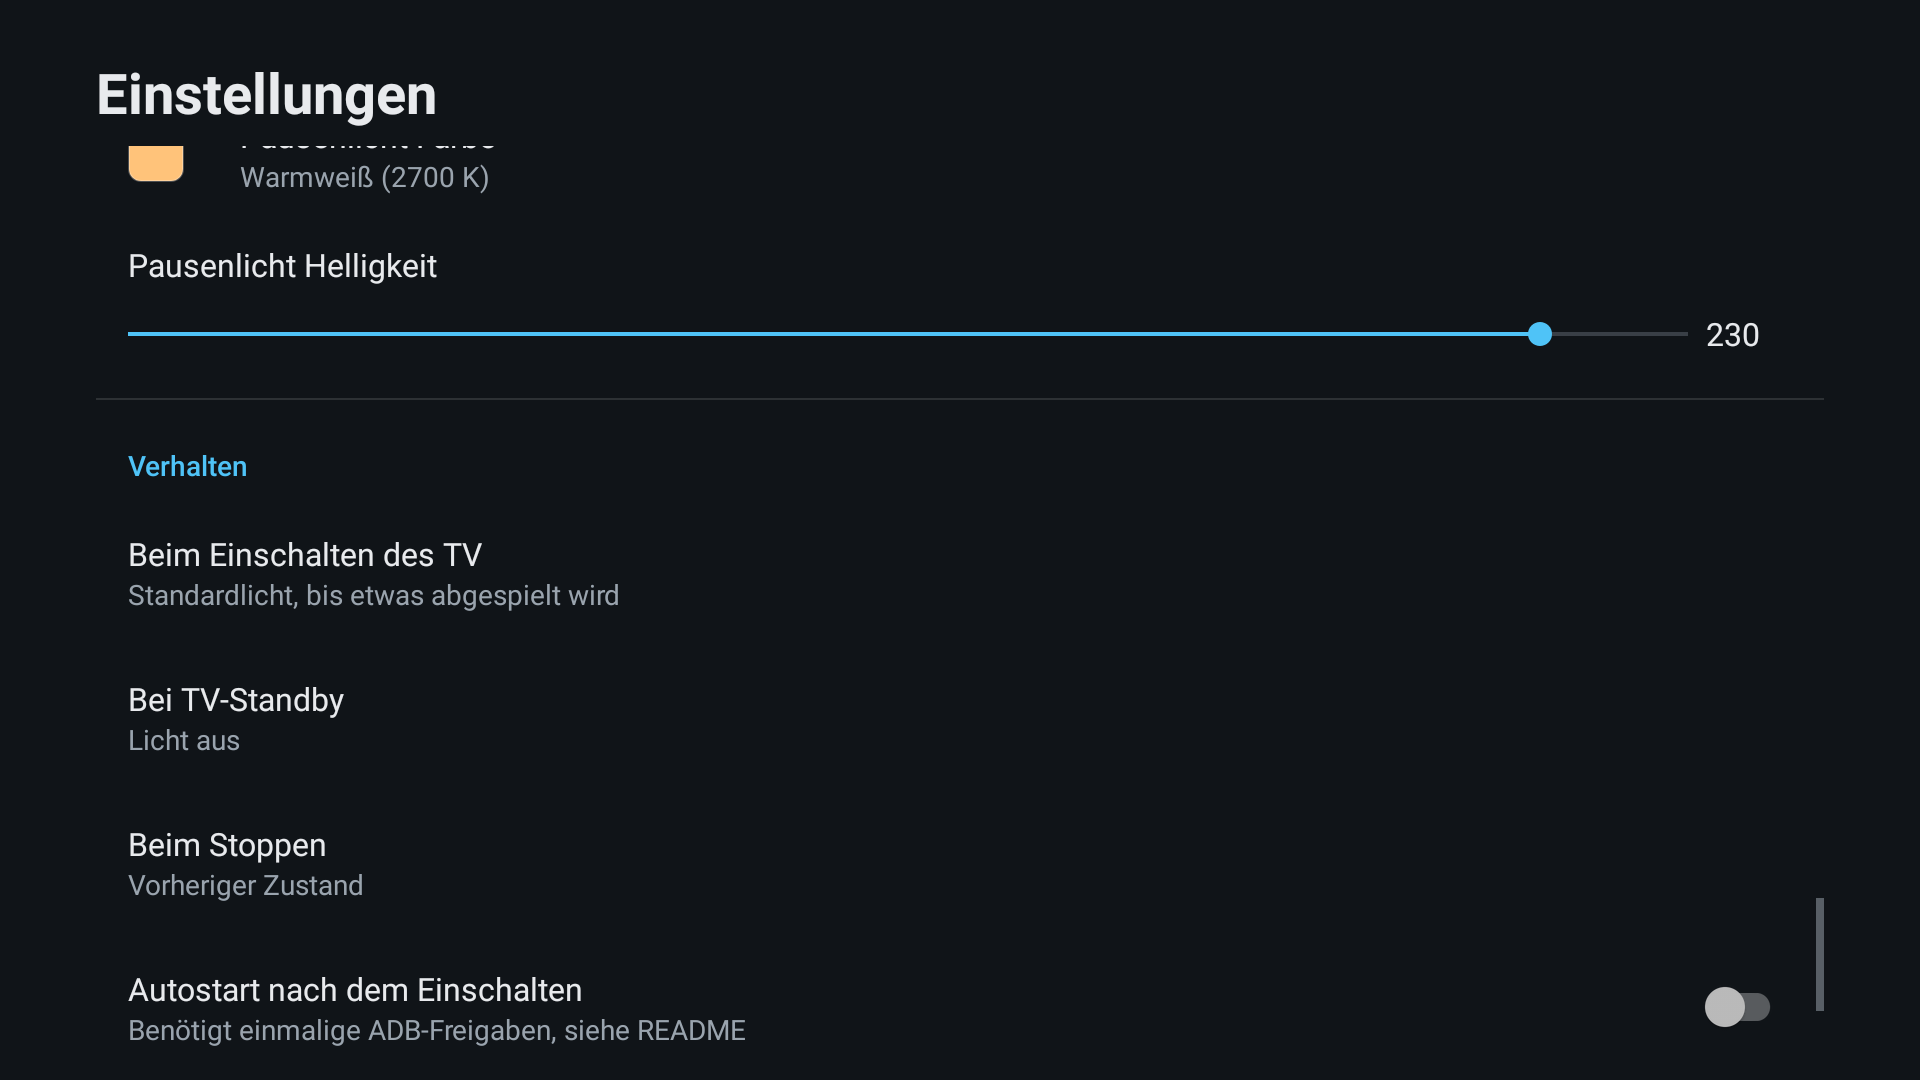 Einstellungen
Warmweiß (2700 K)
Pausenlicht Helligkeit
230
Verhalten
Beim Einschalten des TV
Standardlicht, bis etwas abgespielt wird
Bei TV-Standby
Licht aus
Beim Stoppen
Vorheriger Zustand
Autostart nach dem Einschalten
Benötigt einmalige ADB-Freigaben, siehe README